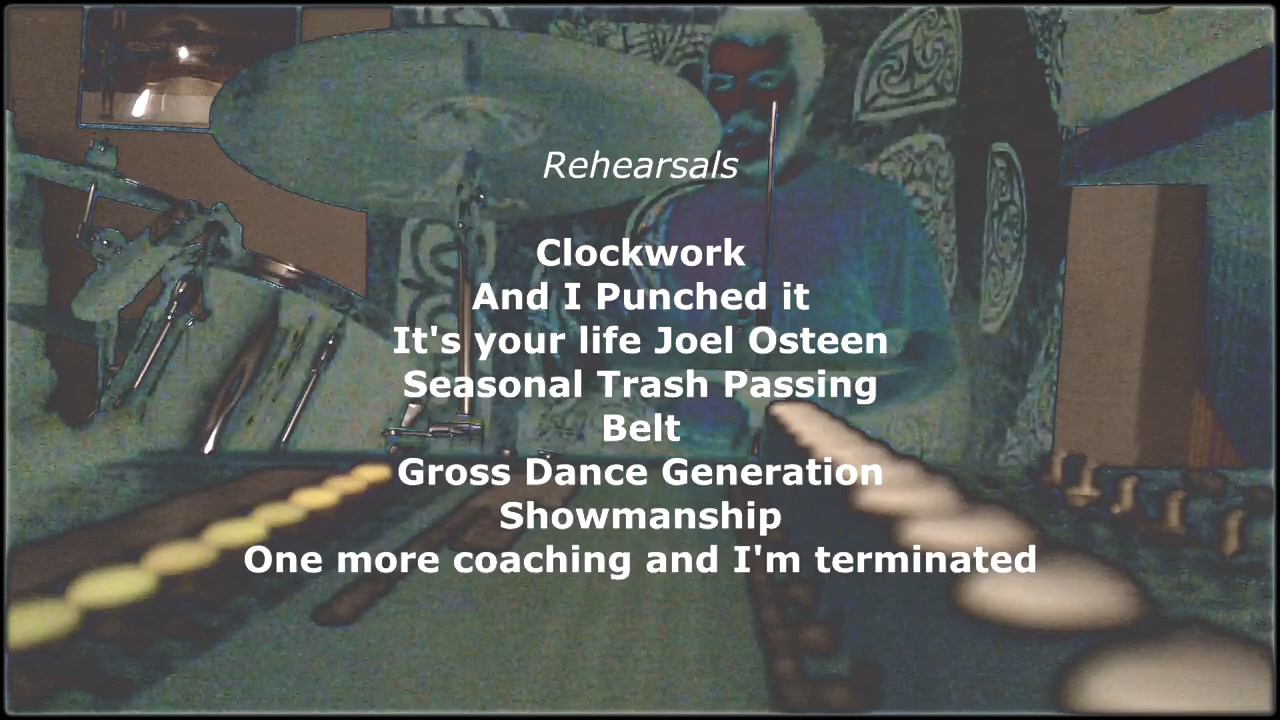 Rehearsals
Clockwork
And I Punched it
It's your life Joel Osteen
Seasonal Trash Passing
Belt
Gross Dance Generation
Showmanship
One more coaching and I'm terminated